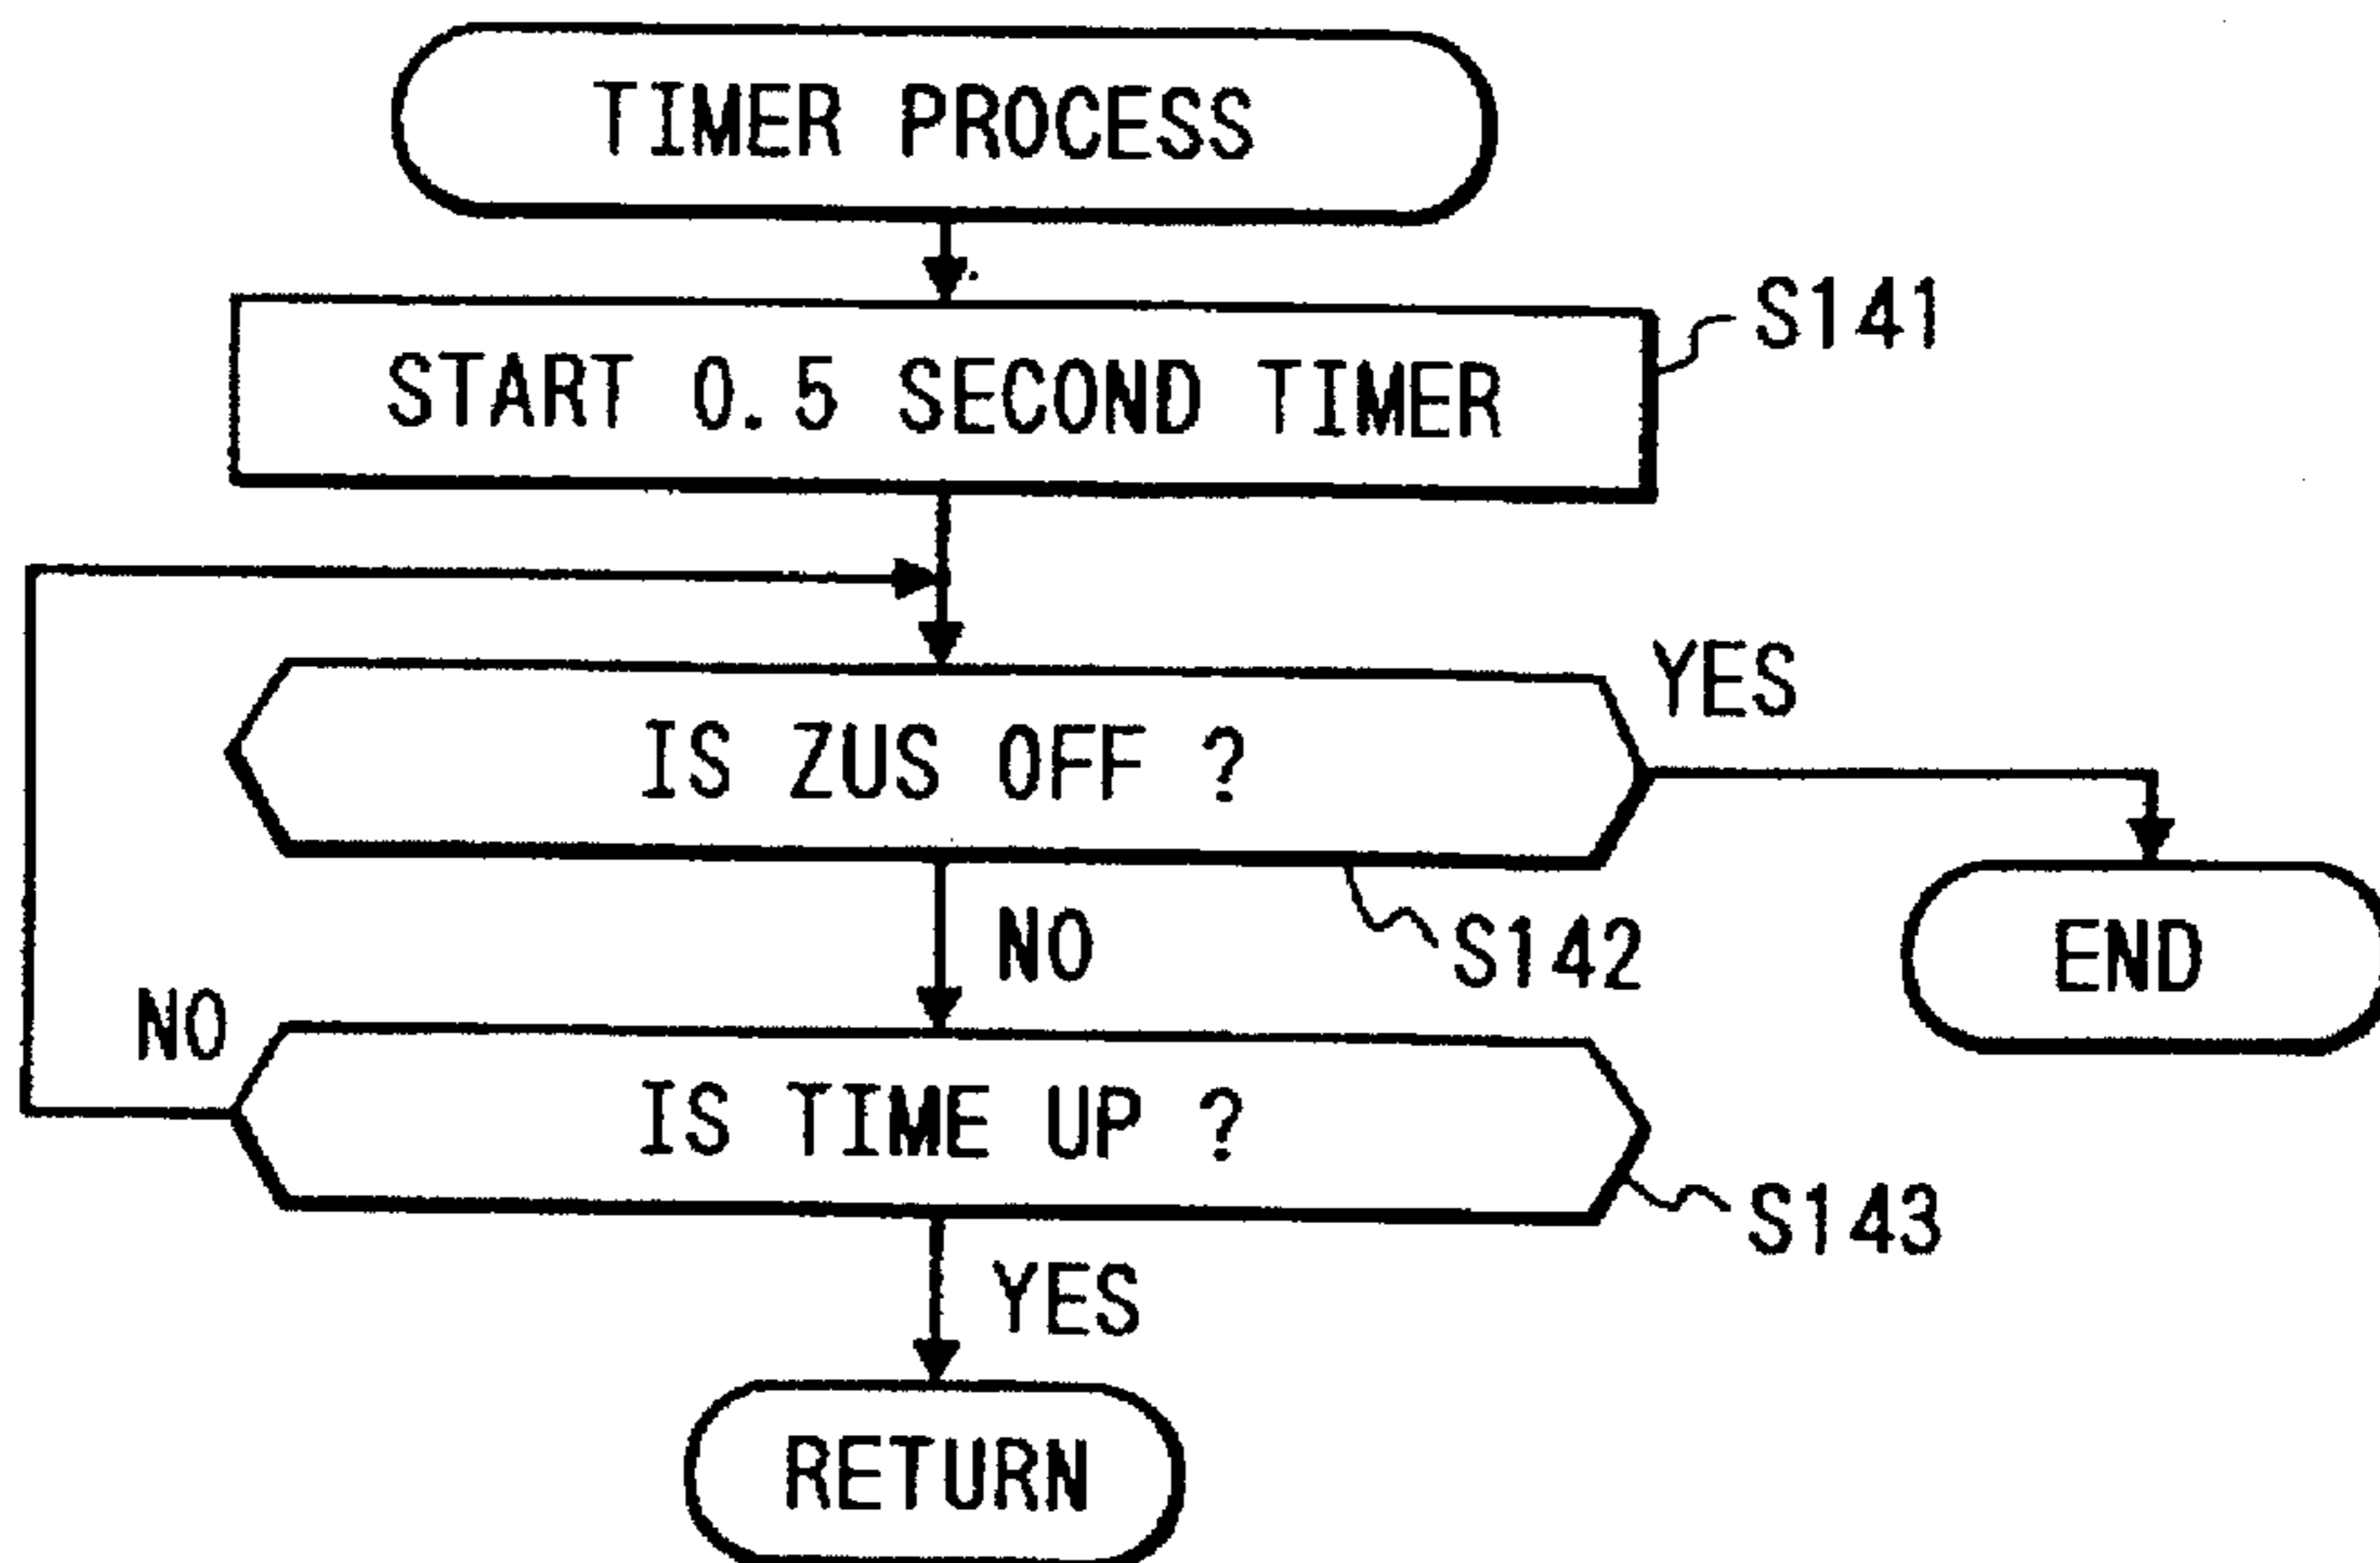 TIMER PROCESS
START 0.5 SECOND TIMER
S141
IS ZUS OFF ?
YES
NO
S142
END
NO
IS TIME UP ?
S143
YES
RETURN